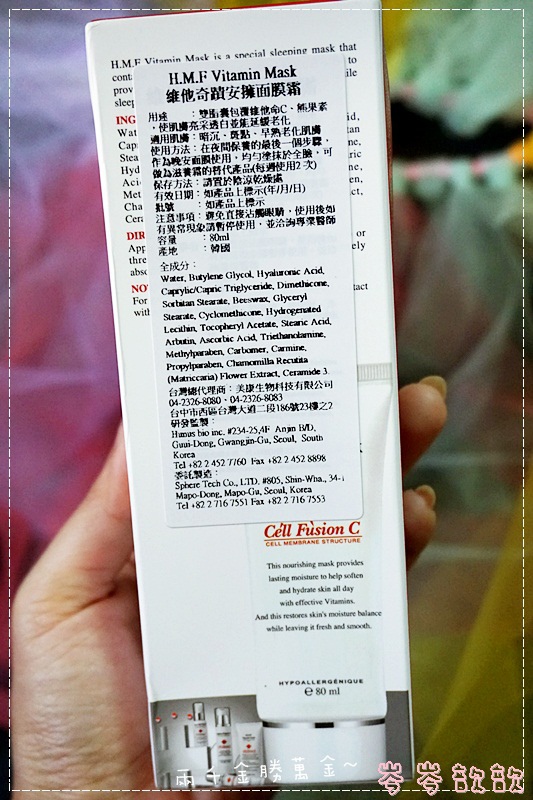 H.M.F Vitamin Mask is a special sleeping mask that
H.M.F Vitamin Mask
維他奇蹟安擁面膜霜
用途 ：雙脂囊包覆維他命C、熊果素
，使肌膚亮采透白並能延緩老化
適用肌膚：暗沉、斑點、早熟老化肌膚
使用方法：在夜間保養的最後一個步驟，
作為晚安面膜使用，均勻塗抹於全臉，可
做為滋養霜的替代產品(每週使用2 次)
保存方法：請置於陰涼乾燥處
有效日期：如產品上標示(年/月/日)
批號 ：如產品上標示
注意事項：避免直接沾觸眼睛，使用後如
有異常現象請暫停使用，並洽詢專業醫師
容量 ：80ml
產地 ：韓國
全成分：
Water, Butylene Glycol, Hyaluronic Acid,
Caprylic/Capric Triglyceride, Dimethicone,
Sorbitan Stearate, Beeswax, Glyceryl
Stearate, Cyclomethicone, Hydrogenated
Lecithin, Tocopheryl Acetate, Stearic Acid,
Arbutin, Ascorbic Acid, Triethanolamine,
Methylparaben, Carbomer, Carmine,
Propylparaben, Chamomilla Recutita
(Matriccaria) Flower Extract, Ceramide 3.
台灣總代理商：美康生物科技有限公司
04-2326-8080、04-2326-8083
台中市西區台灣大道二段186號23樓之2
研發監製：
Humus bio inc, #234-25,4F Anjin B/D,
Guui-Dong, Gwangjin-Gu, Seoul, South
Korea
Tel +82 2 452 7760 Fax +82 2 452 8898
委託製造：
Sphere Tech Co., LTD. #805, Shin-Wha., 34-1
Mapo-Dong, Mapo-Gu, Seoul, Korea
Tel +82 2 716 7551 Fax +82 2 716 7553
Cell Fusion C
CELL MEMBRANE STRUCTURE
This nourishing mask provides
lasting moisture to help soften
and hydrate skin all day
with effective Vitamins.
And this restores skin's moisture balance
while leaving it fresh and smooth.
HYPOALLERGÉNIQUE
e 80 ml
兩千金勝萬金~
岑岑歆歆